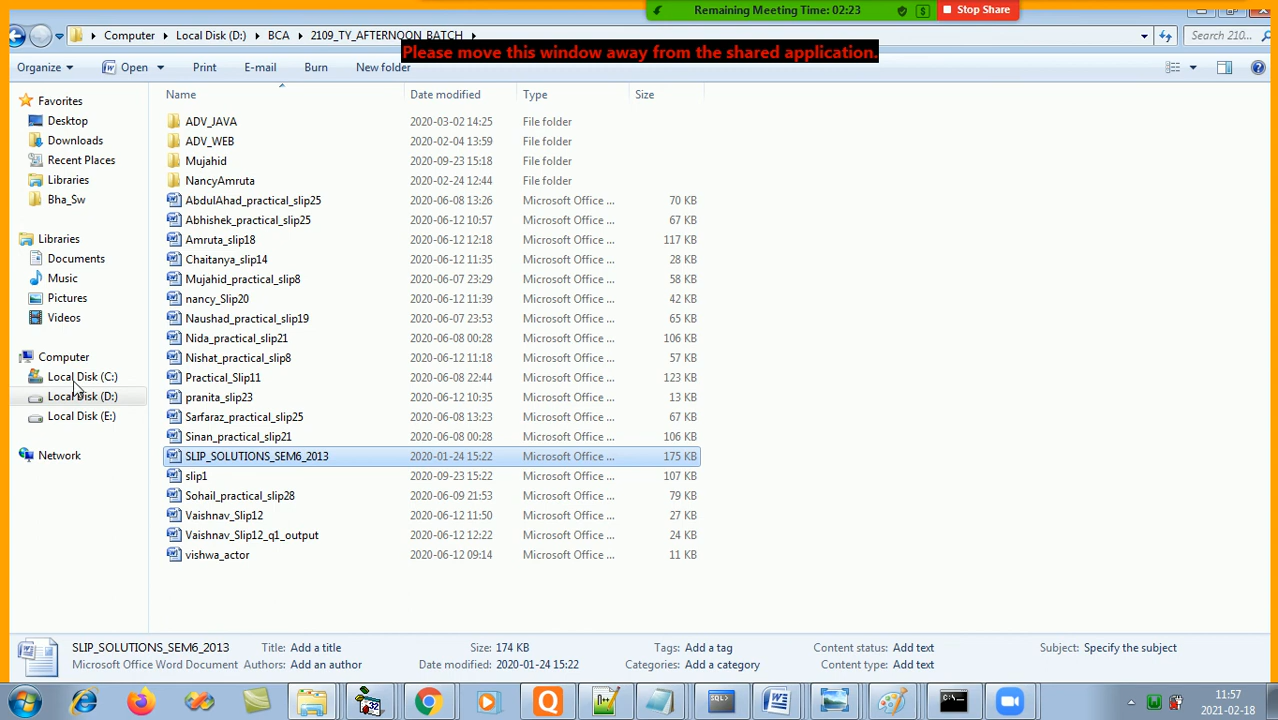 Remaining Meeting Time: 02:23 $ Stop Share
Computer Local Disk (D:) BCA 2109_TY_AFTERNOON_BATCH Search 210...
Please move this window away from the shared application.
Organize Open Print E-mail Burn New folder
Favorites
Desktop
Downloads
Recent Places
Libraries
Bha_Sw
Libraries
Documents
Music
Pictures
Videos
Computer
Local Disk (C:)
Local Disk (D:)
Local Disk (E:)
Network
Name Date modified Type Size
ADV_JAVA 2020-03-02 14:25 File folder
ADV_WEB 2020-02-04 13:59 File folder
Mujahid 2020-09-23 15:18 File folder
NancyAmruta 2020-02-24 12:44 File folder
AbdulAhad_practical_slip25 2020-06-08 13:26 Microsoft Office ... 70 KB
Abhishek_practical_slip25 2020-06-12 10:57 Microsoft Office ... 67 KB
Amruta_slip18 2020-06-12 12:18 Microsoft Office ... 117 KB
Chaitanya_slip14 2020-06-12 11:35 Microsoft Office ... 28 KB
Mujahid_practical_slip8 2020-06-07 23:29 Microsoft Office ... 58 KB
nancy_Slip20 2020-06-12 11:39 Microsoft Office ... 42 KB
Naushad_practical_slip19 2020-06-07 23:53 Microsoft Office ... 65 KB
Nida_practical_slip21 2020-06-08 00:28 Microsoft Office ... 106 KB
Nishat_practical_slip8 2020-06-12 11:18 Microsoft Office ... 57 KB
Practical_Slip11 2020-06-08 22:44 Microsoft Office ... 123 KB
pranita_slip23 2020-06-12 10:35 Microsoft Office ... 13 KB
Sarfaraz_practical_slip25 2020-06-08 13:23 Microsoft Office ... 67 KB
Sinan_practical_slip21 2020-06-08 00:28 Microsoft Office ... 106 KB
SLIP_SOLUTIONS_SEM6_2013 2020-01-24 15:22 Microsoft Office ... 175 KB
slip1 2020-09-23 15:22 Microsoft Office ... 107 KB
Sohail_practical_slip28 2020-06-09 21:53 Microsoft Office ... 79 KB
Vaishnav_Slip12 2020-06-12 11:50 Microsoft Office ... 27 KB
Vaishnav_Slip12_q1_output 2020-06-12 12:22 Microsoft Office ... 24 KB
vishwa_actor 2020-06-12 09:14 Microsoft Office ... 11 KB
SLIP_SOLUTIONS_SEM6_2013 Title: Add a title Size: 174 KB Tags: Add a tag Content status: Add text Subject: Specify the subject
Microsoft Office Word Document Authors: Add an author Date modified: 2020-01-24 15:22 Categories: Add a category Content type: Add text
11:57
2021-02-18